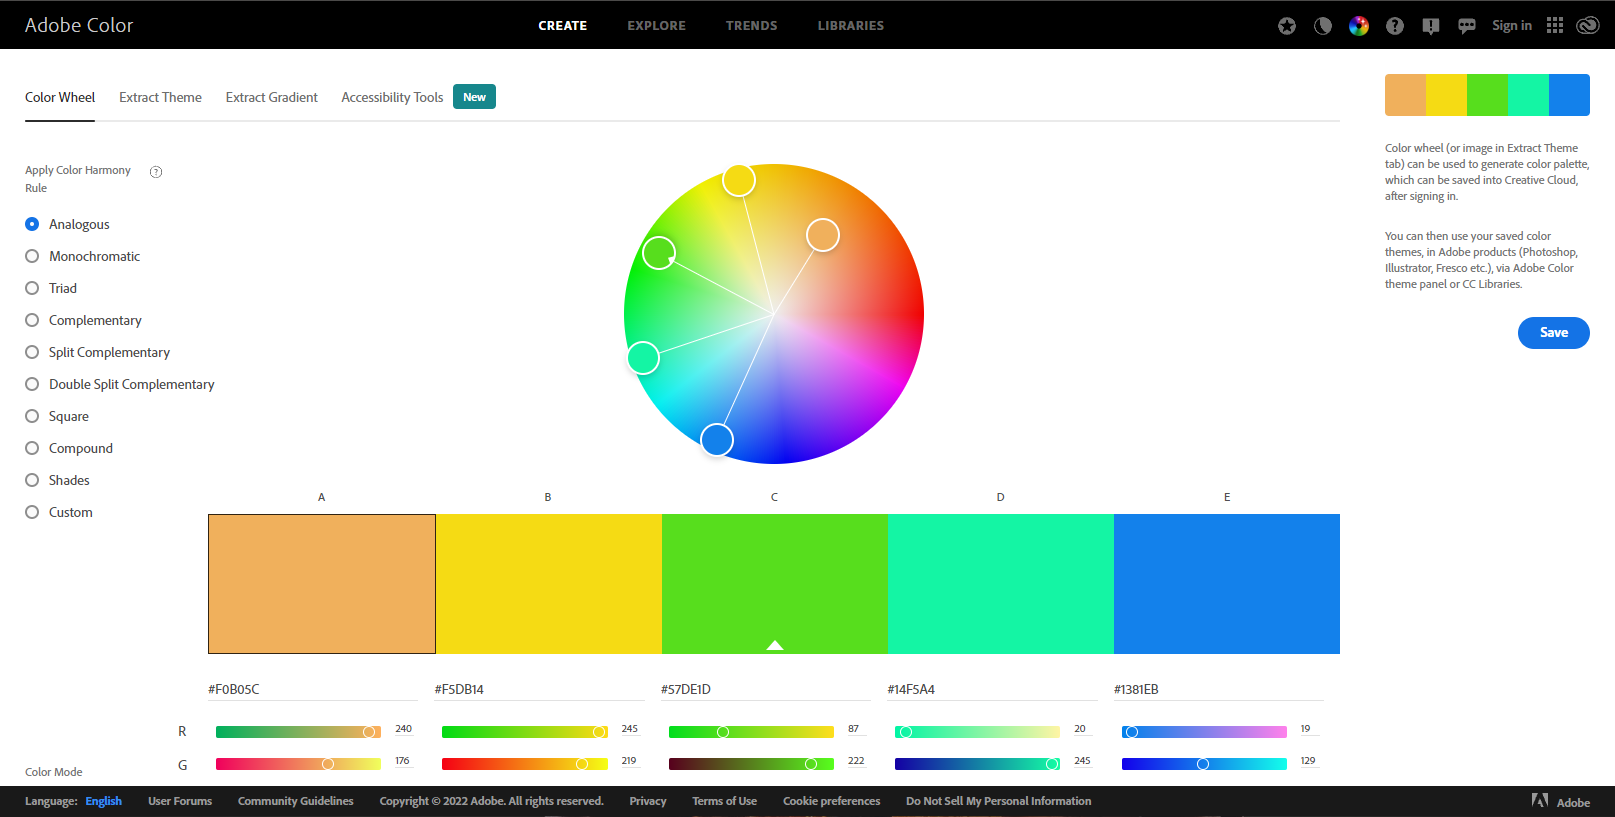 Adobe Color
CREATE
EXPLORE
TRENDS
LIBRARIES
Sign in
Color Wheel
Extract Theme
Extract Gradient
Accessibility Tools
New
Apply Color Harmony
Rule
?
Analogous
Monochromatic
Triad
Complementary
Split Complementary
Double Split Complementary
Square
Compound
Shades
Custom
Color wheel (or image in Extract Theme
tab) can be used to generate color palette,
which can be saved into Creative Cloud,
after signing in.
You can then use your saved color
themes, in Adobe products (Photoshop,
Illustrator, Fresco etc.), via Adobe Color
theme panel or CC Libraries.
Save
A
B
C
D
E
#F0B05C
#F5DB14
#57DE1D
#14F5A4
#1381EB
R
240
245
87
20
19
G
176
219
222
245
129
Color Mode
Language: English
User Forums
Community Guidelines
Copyright © 2022 Adobe. All rights reserved.
Privacy
Terms of Use
Cookie preferences
Do Not Sell My Personal Information
Adobe